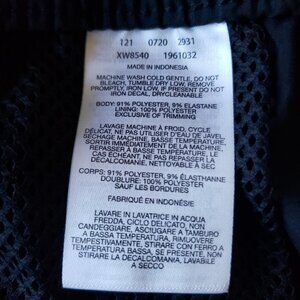 121 0720 2931
XW8540 1961032
MADE IN INDONESIA
MACHINE WASH COLD GENTLE, DO NOT
BLEACH, TUMBLE DRY LOW, REMOVE
PROMPTLY, IRON LOW, IF PRESENT DO NOT
IRON DECAL, DRYCLEANABLE
BODY: 91% POLYESTER, 9% ELASTANE
LINING: 100% POLYESTER
EXCLUSIVE OF TRIMMING
LAVAGE MACHINE À FROID, CYCLE
DÉLICAT, NE PAS UTILISER D'EAU DE JAVEL,
SÉCHAGE MACHINE, BASSE TEMPÉRATURE,
SORTIR IMMÉDIATEMENT DE LA MACHINE,
REPASSER À BASSE TEMPÉRATURE,
NE PAS REPASSER LA
DÉCALCOMANIE, NETTOYABLE À SEC
CORPS: 91% POLYESTER, 9% ÉLASTHANNE
DOUBLURE: 100% POLYESTER
SAUF LES BORDURES
FABRIQUÉ EN INDONÉSIE
LAVARE IN LAVATRICE IN ACQUA
FREDDA, CICLO DELICATO, NON
CANDEGGIARE, ASCIUGARE A TAMBURO
A BASSA TEMPERATURA, RIMUOVERE
TEMPESTIVAMENTE, STIRARE CON FERRO A
TEMPERATURA BASSA, SE PRESENTE, NON
STIRARE LA DECALCOMANIA, LAVABILE
A SECCO